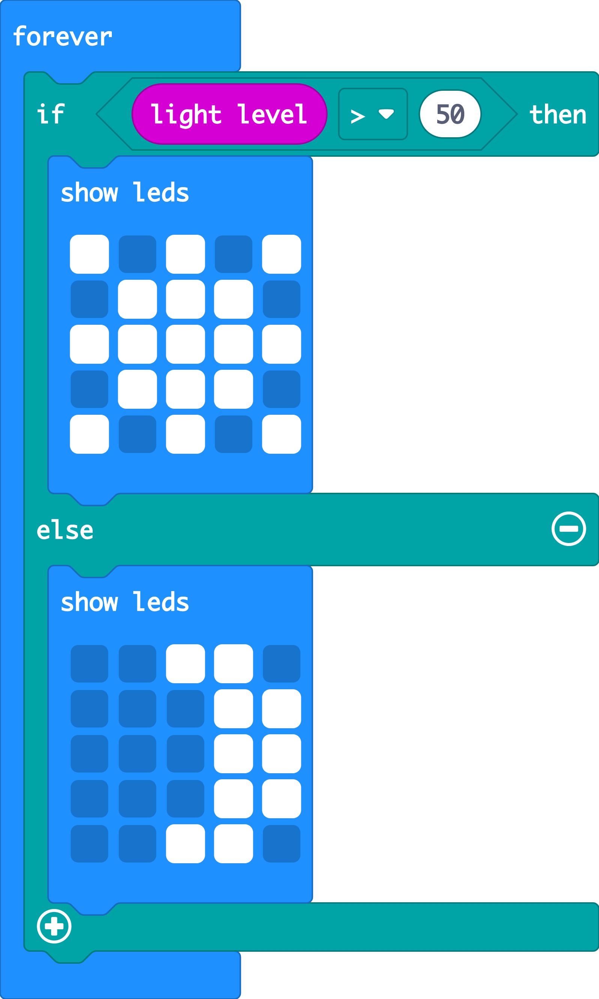 forever
if light level > 50 then
show leds
else
show leds